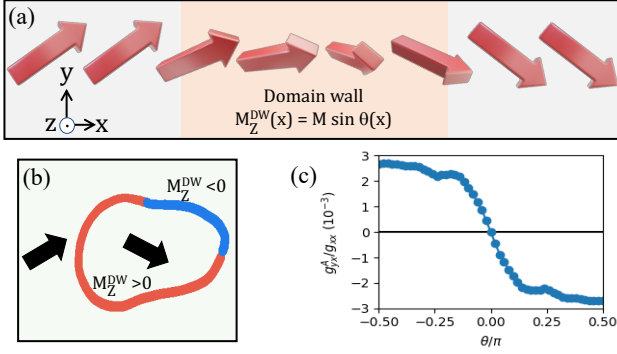 (a)
y
z x
Domain wall
M_Z^DW(x) = M sin θ(x)
(b)
M_Z^DW<0
M_Z^DW>0
(c)
g_yx^A/g_xx (10^-3)
3
2
1
0
−1
−2
−3
−0.50 −0.25 0.00 0.25 0.50
θ/π